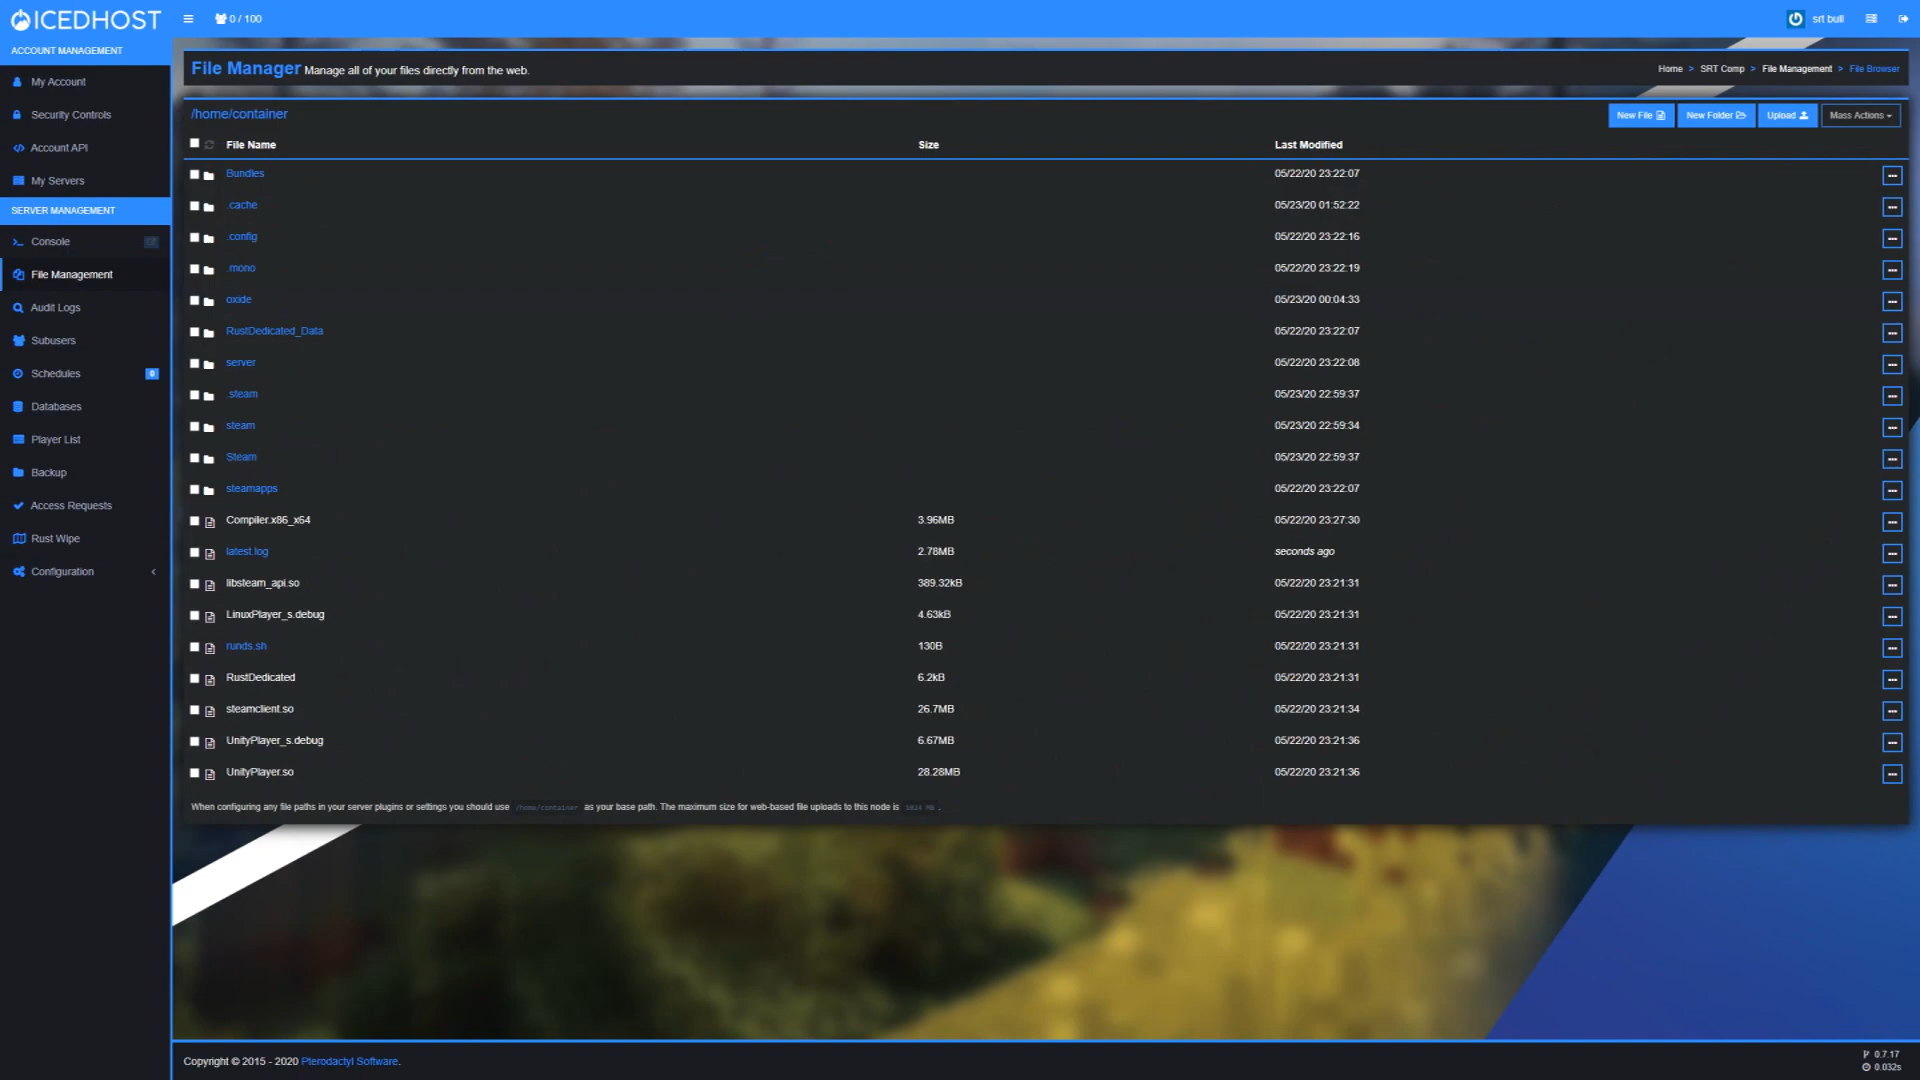 ICEDHOST
0 / 100
srt bull
ACCOUNT MANAGEMENT
My Account
Security Controls
Account API
My Servers
SERVER MANAGEMENT
Console
File Management
Audit Logs
Subusers
Schedules 0
Databases
Player List
Backup
Access Requests
Rust Wipe
Configuration
File Manager Manage all of your files directly from the web.
Home > SRT Comp > File Management > File Browser
/home/container
New File
New Folder
Upload
Mass Actions
File Name Size Last Modified
Bundles 05/22/20 23:22:07
.cache 05/23/20 01:52:22
.config 05/22/20 23:22:16
.mono 05/22/20 23:22:19
oxide 05/23/20 00:04:33
RustDedicated_Data 05/22/20 23:22:07
server 05/22/20 23:22:08
.steam 05/23/20 22:59:37
steam 05/23/20 22:59:34
Steam 05/23/20 22:59:37
steamapps 05/22/20 23:22:07
Compiler.x86_x64 3.96MB 05/22/20 23:27:30
latest.log 2.78MB seconds ago
libsteam_api.so 389.32kB 05/22/20 23:21:31
LinuxPlayer_s.debug 4.63kB 05/22/20 23:21:31
runds.sh 130B 05/22/20 23:21:31
RustDedicated 6.2kB 05/22/20 23:21:31
steamclient.so 26.7MB 05/22/20 23:21:34
UnityPlayer_s.debug 6.67MB 05/22/20 23:21:36
UnityPlayer.so 28.28MB 05/22/20 23:21:36
When configuring any file paths in your server plugins or settings you should use /home/container as your base path. The maximum size for web-based file uploads to this node is 1024 MB .
Copyright © 2015 - 2020 Pterodactyl Software.
0.7.17
0.032s